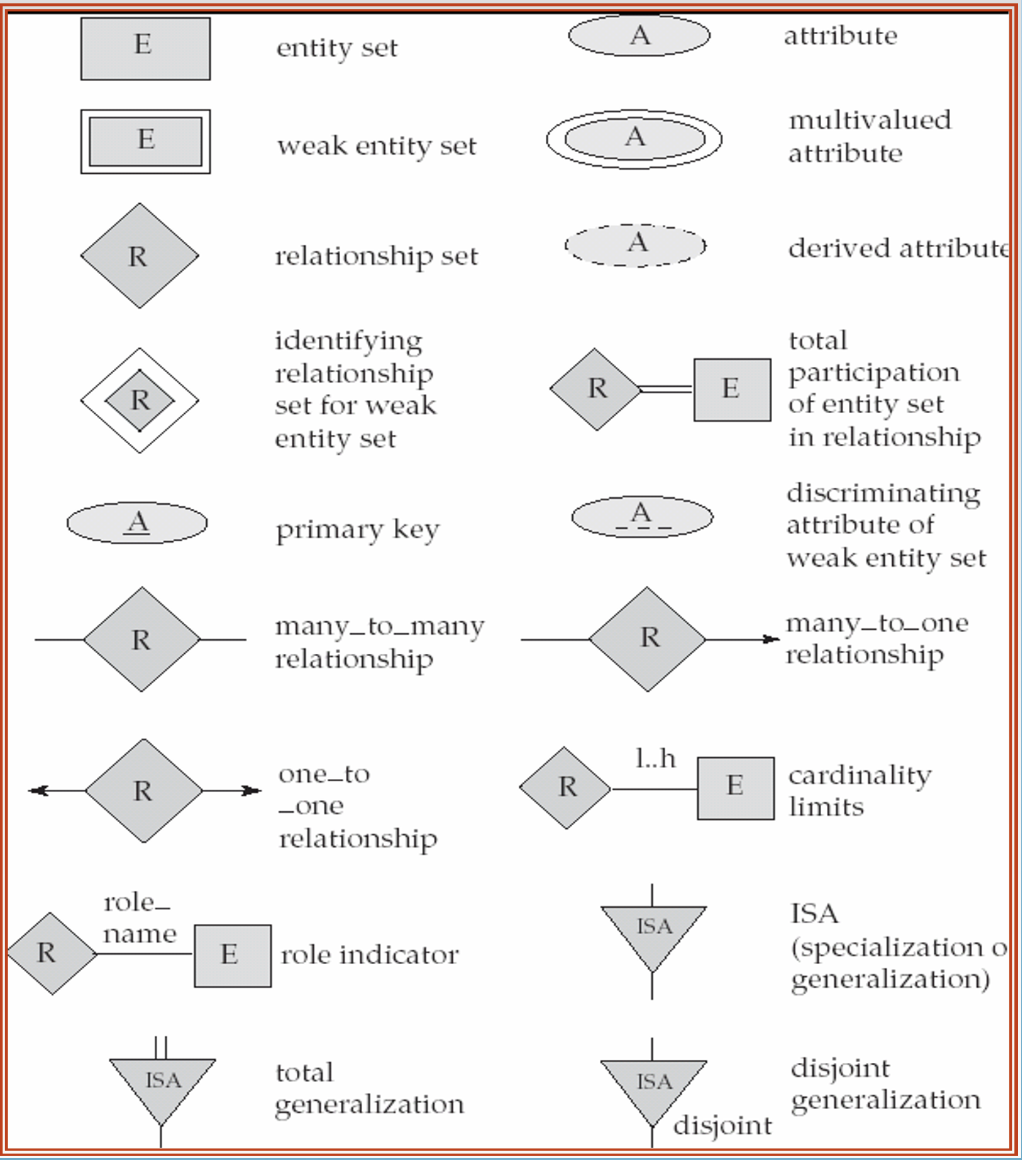 E
entity set
A
attribute
E
weak entity set
A
multivalued
attribute
R
relationship set
A
derived attribute
R
identifying
relationship
set for weak
entity set
R
E
total
participation
of entity set
in relationship
A
primary key
A
discriminating
attribute of
weak entity set
R
many_to_many
relationship
R
many_to_one
relationship
R
one_to
_one
relationship
R
l..h
E
cardinality
limits
R
role_
name
E
role indicator
ISA
ISA
(specialization o
generalization)
ISA
total
generalization
ISA
disjoint
disjoint
generalization